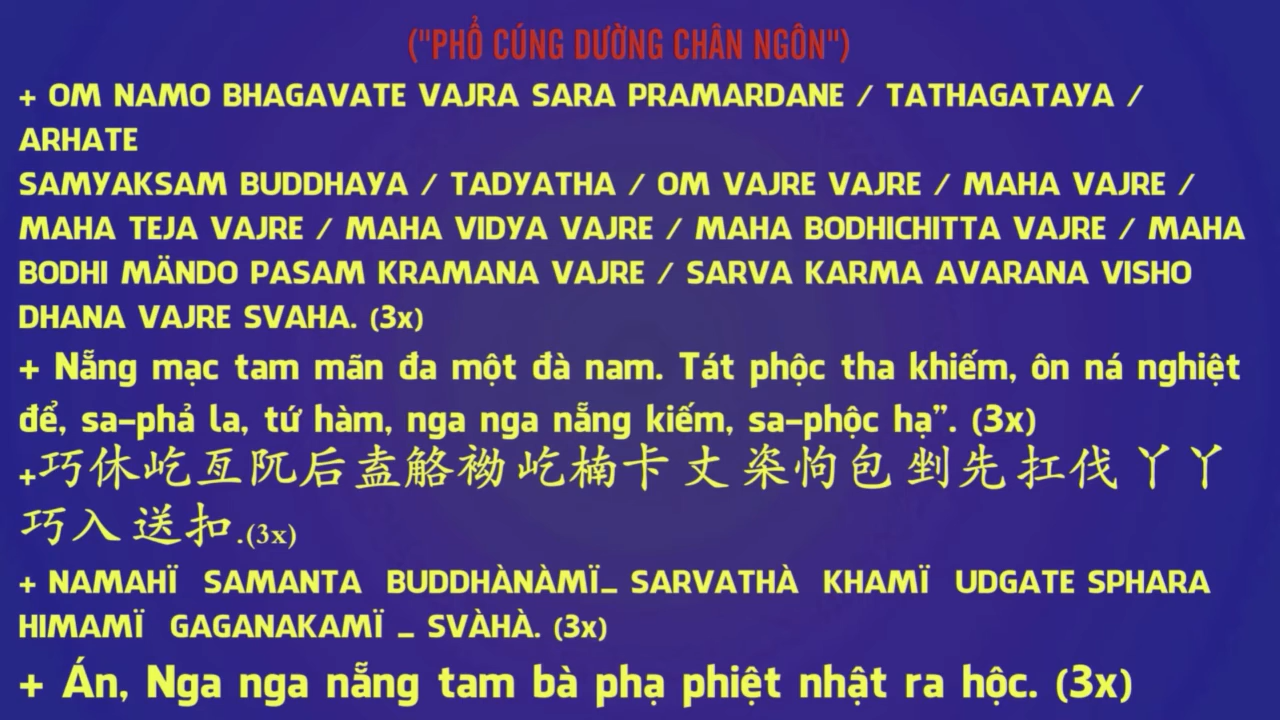 ("PHỔ CÚNG DƯỜNG CHÂN NGÔN")
+ OM NAMO BHAGAVATE VAJRA SARA PRAMARDANE / TATHAGATAYA /
ARHATE
SAMYAKSAM BUDDHAYA / TADYATHA / OM VAJRE VAJRE / MAHA VAJRE /
MAHA TEJA VAJRE / MAHA VIDYA VAJRE / MAHA BODHICHITTA VAJRE / MAHA
BODHI MÄNDO PASAM KRAMANA VAJRE / SARVA KARMA AVARANA VISHO
DHANA VAJRE SVAHA. (3x)
+ Nẵng mạc tam mãn đa một đà nam. Tát phộc tha khiếm, ôn ná nghiệt
để, sa-phả la, tứ hàm, nga nga nẵng kiếm, sa-phộc hạ”. (3x)
+巧休屹亙阢后盍觡袎屹楠卡丈栥怐包剉先扛伐丫丫
巧入送扣.(3x)
+ NAMAHÏ SAMANTA BUDDHÀNÀMÏ_ SARVATHÀ KHAMÏ UDGATE SPHARA
HIMAMÏ GAGANAKAMÏ _ SVÀHÀ. (3x)
+ Án, Nga nga nẵng tam bà phạ phiệt nhật ra hộc. (3x)